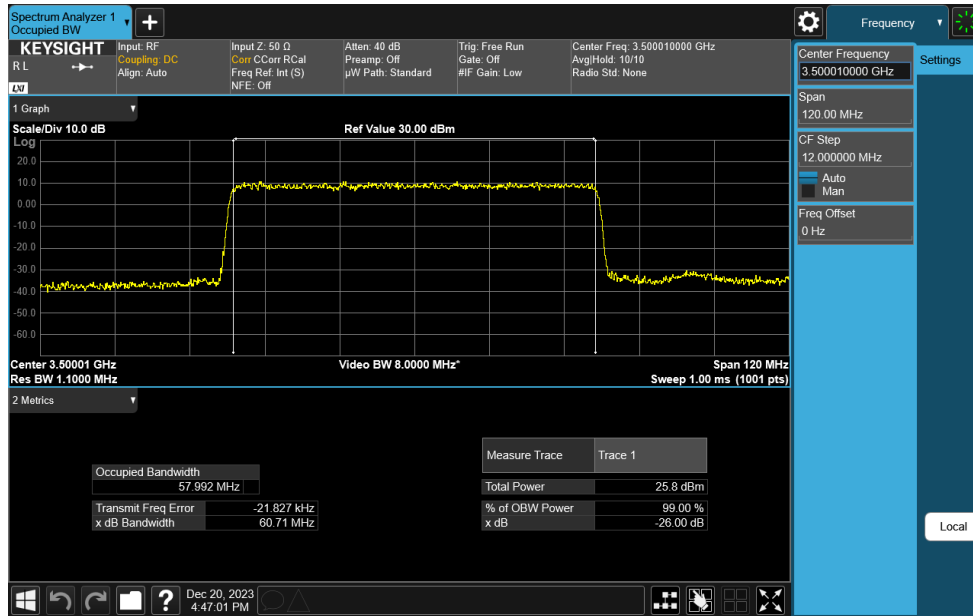 Spectrum Analyzer 1
Occupied BW
Frequency
KEYSIGHT
R L
LXI
Input: RF
Coupling: DC
Align: Auto
Input Z: 50 Ω
Corr CCorr RCal
Freq Ref: Int (S)
NFE: Off
Atten: 40 dB
Preamp: Off
µW Path: Standard
Trig: Free Run
Gate: Off
#IF Gain: Low
Center Freq: 3.500010000 GHz
Avg|Hold: 10/10
Radio Std: None
Center Frequency
3.500010000 GHz
Settings
Span
120.00 MHz
CF Step
12.000000 MHz
Auto
Man
Freq Offset
0 Hz
Local
1 Graph
Scale/Div 10.0 dB
Ref Value 30.00 dBm
Log
20.0
10.0
0.00
-10.0
-20.0
-30.0
-40.0
-50.0
-60.0
Center 3.50001 GHz
Video BW 8.0000 MHz*
Span 120 MHz
Res BW 1.1000 MHz
Sweep 1.00 ms (1001 pts)
2 Metrics
Measure Trace Trace 1
Occupied Bandwidth
57.992 MHz
Total Power 25.8 dBm
Transmit Freq Error -21.827 kHz
% of OBW Power 99.00 %
x dB Bandwidth 60.71 MHz
x dB -26.00 dB
Dec 20, 2023
4:47:01 PM